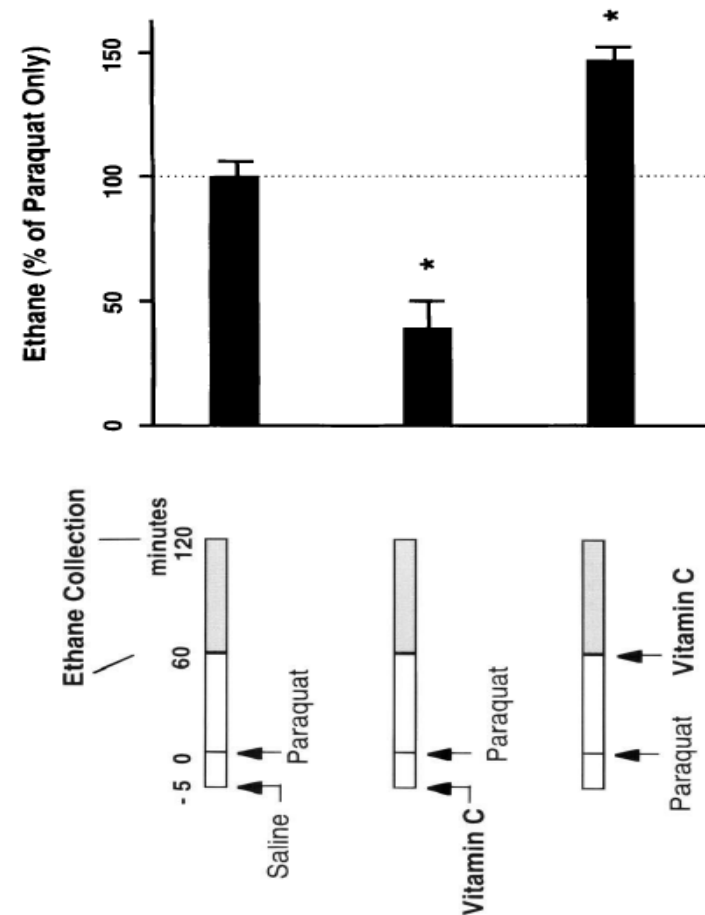 Ethane (% of Paraquat Only)
150
100
50
0
*
*
Ethane Collection
minutes
120
60
0
- 5
Saline
Paraquat
Vitamin C
Paraquat
Paraquat
Vitamin C